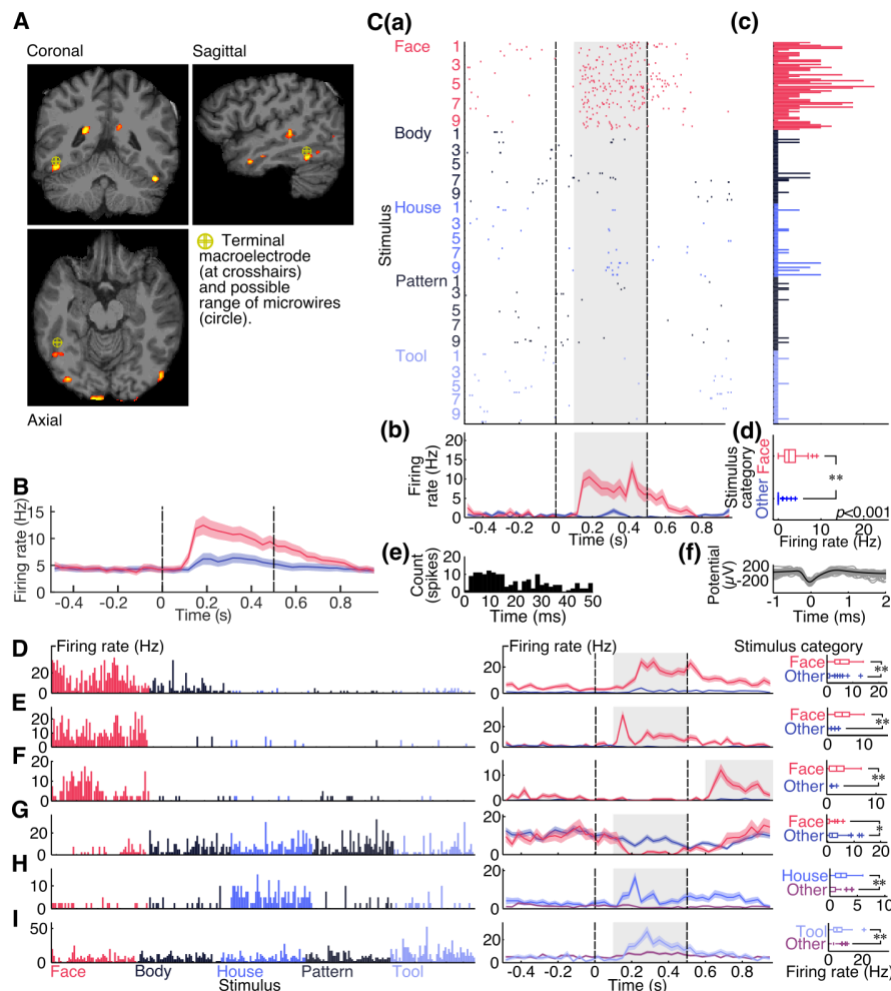 A
Coronal
Sagittal
Axial
Terminal
macroelectrode
(at crosshairs)
and possible
range of microwires
(circle).
B
Firing rate (Hz)
15
10
5
0
-0.4 -0.2 0 0.2 0.4 0.6 0.8
Time (s)
C(a)
Stimulus
Face 1
3
5
7
9
Body 1
3
5
7
9
House 1
3
5
7
9
Pattern 1
3
5
7
9
Tool 1
3
5
7
9
(c)
(b)
Firing
rate (Hz)
20
15
10
5
0
-0.4 -0.2 0 0.2 0.4 0.6 0.8
Time (s)
(d)
Stimulus
category
Other Face
**
p<0,001
0 10 20
Firing rate (Hz)
(e)
Count
(spikes)
20
10
0
0 10 20 30 40 50
Time (ms)
(f)
Potential
(µV)
200
-200
-1 0 1 2
Time (ms)
Firing rate (Hz)
Firing rate (Hz)
Stimulus category
D
20
0
20
0
Face
Other
**
0 10 20
E
20
0
20
0
Face
Other
**
0 10
F
20
0
10
0
Face
Other
**
0 10
G
20
0
20
10
0
Face
Other
*
0 10
H
10
0
10
0
House
Other
**
0 5 10
I
50
0
20
0
Tool
Other
**
0 20
Face Body House Pattern Tool
Stimulus
-0.4 -0.2 0 0.2 0.4 0.6 0.8
Time (s)
Firing rate (Hz)